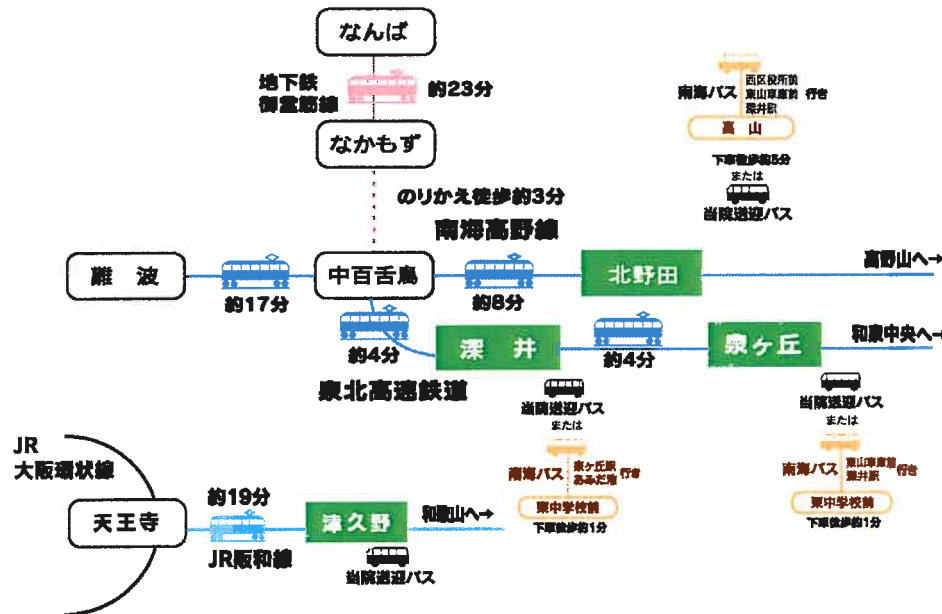 なんば
地下鉄
御堂筋線
約23分
なかもず
のりかえ徒歩約3分
南海高野線
南海バス
西区役所前
東山車庫前
深井駅
行き
高山
下車徒歩約5分
または
当院送迎バス
難波
約17分
中百舌鳥
約8分
北野田
高野山へ→
約4分
深井
約4分
泉ヶ丘
和泉中央へ→
泉北高速鉄道
当院送迎バス
または
南海バス
泉ヶ丘駅
あみだ池
行き
東中学校前
下車徒歩約1分
当院送迎バス
または
南海バス
東山車庫前
深井駅
行き
東中学校前
下車徒歩約1分
JR
大阪環状線
天王寺
約19分
JR阪和線
津久野
和歌山へ→
当院送迎バス